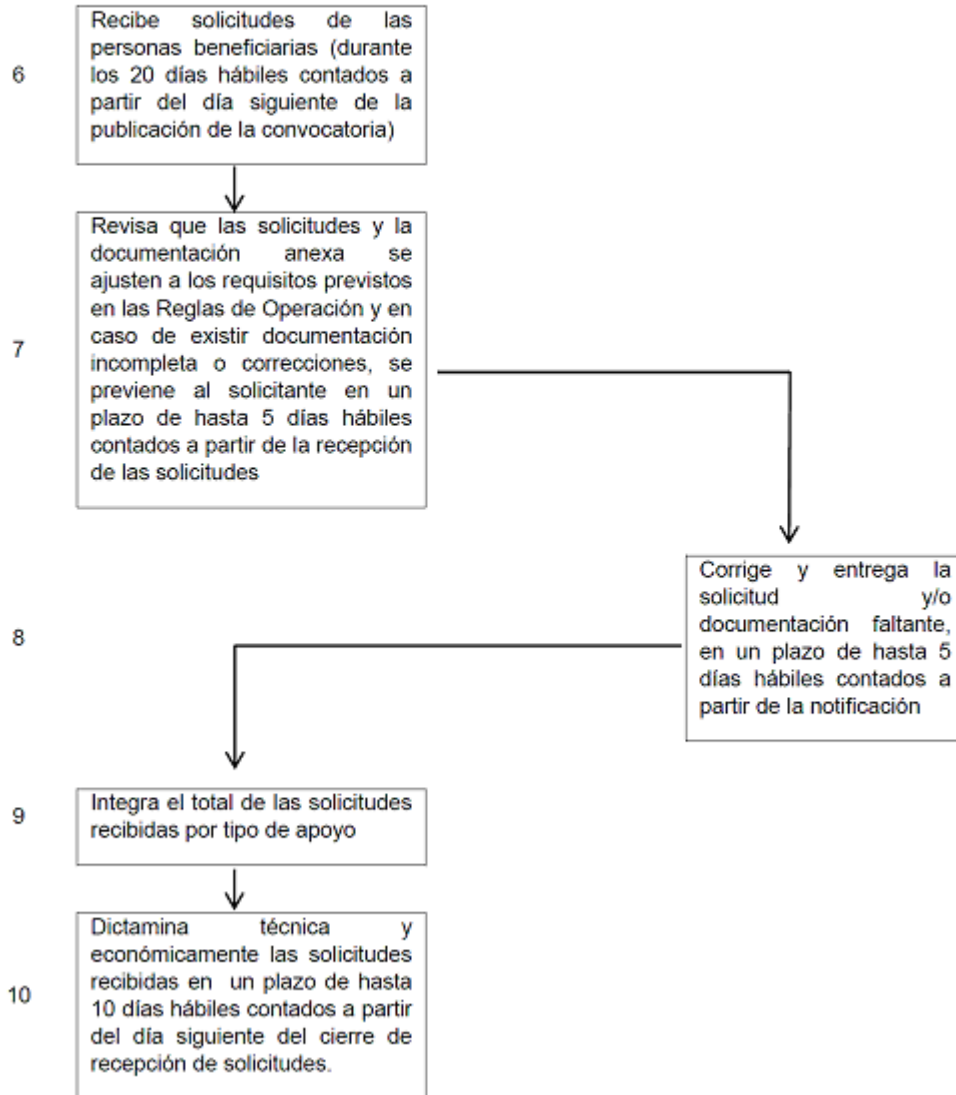 6
Recibe solicitudes de las
personas beneficiarias (durante
los 20 días hábiles contados a
partir del día siguiente de la
publicación de la convocatoria)
7
Revisa que las solicitudes y la
documentación anexa se
ajusten a los requisitos previstos
en las Reglas de Operación y en
caso de existir documentación
incompleta o correcciones, se
previene al solicitante en un
plazo de hasta 5 días hábiles
contados a partir de la recepción
de las solicitudes
8
Corrige y entrega la
solicitud y/o
documentación faltante,
en un plazo de hasta 5
días hábiles contados a
partir de la notificación
9
Integra el total de las solicitudes
recibidas por tipo de apoyo
10
Dictamina técnica y
económicamente las solicitudes
recibidas en un plazo de hasta
10 días hábiles contados a partir
del día siguiente del cierre de
recepción de solicitudes.